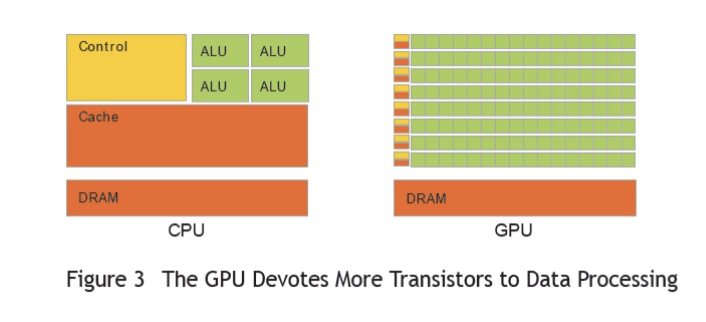 Control
ALU ALU
ALU ALU
Cache
DRAM
CPU
DRAM
GPU
Figure 3 The GPU Devotes More Transistors to Data Processing